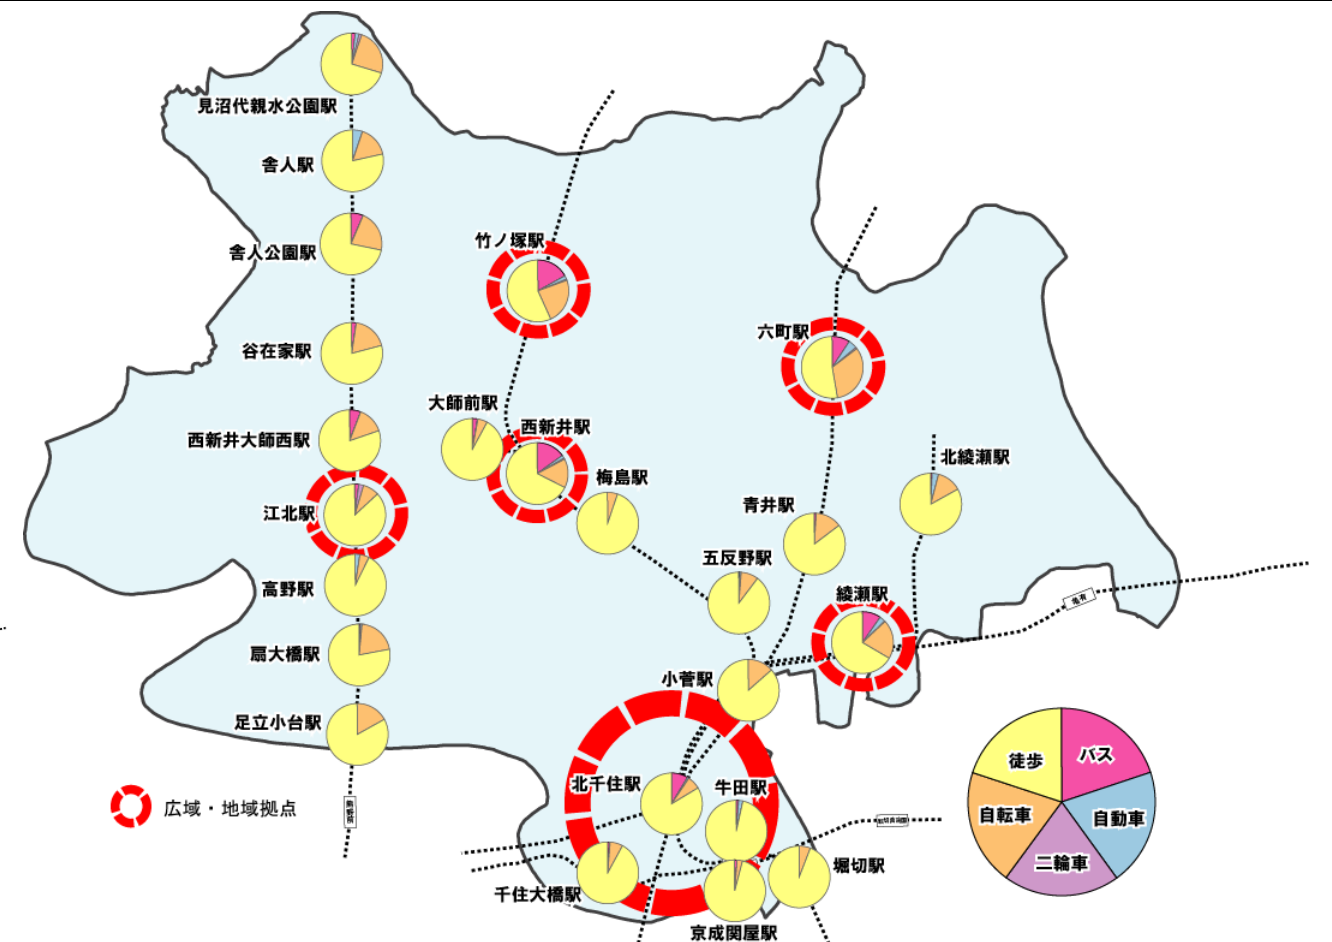 見沼代親水公園駅
舎人駅
舎人公園駅
竹ノ塚駅
六町駅
谷在家駅
大師前駅
西新井駅
西新井大師西駅
梅島駅
北綾瀬駅
青井駅
江北駅
五反野駅
高野駅
綾瀬駅
亀有
扇大橋駅
小菅駅
足立小台駅
北千住駅
牛田駅
広域・地域拠点
熊野前
堀切駅
千住大橋駅
京成関屋駅
徒歩
バス
自転車
自動車
二輪車